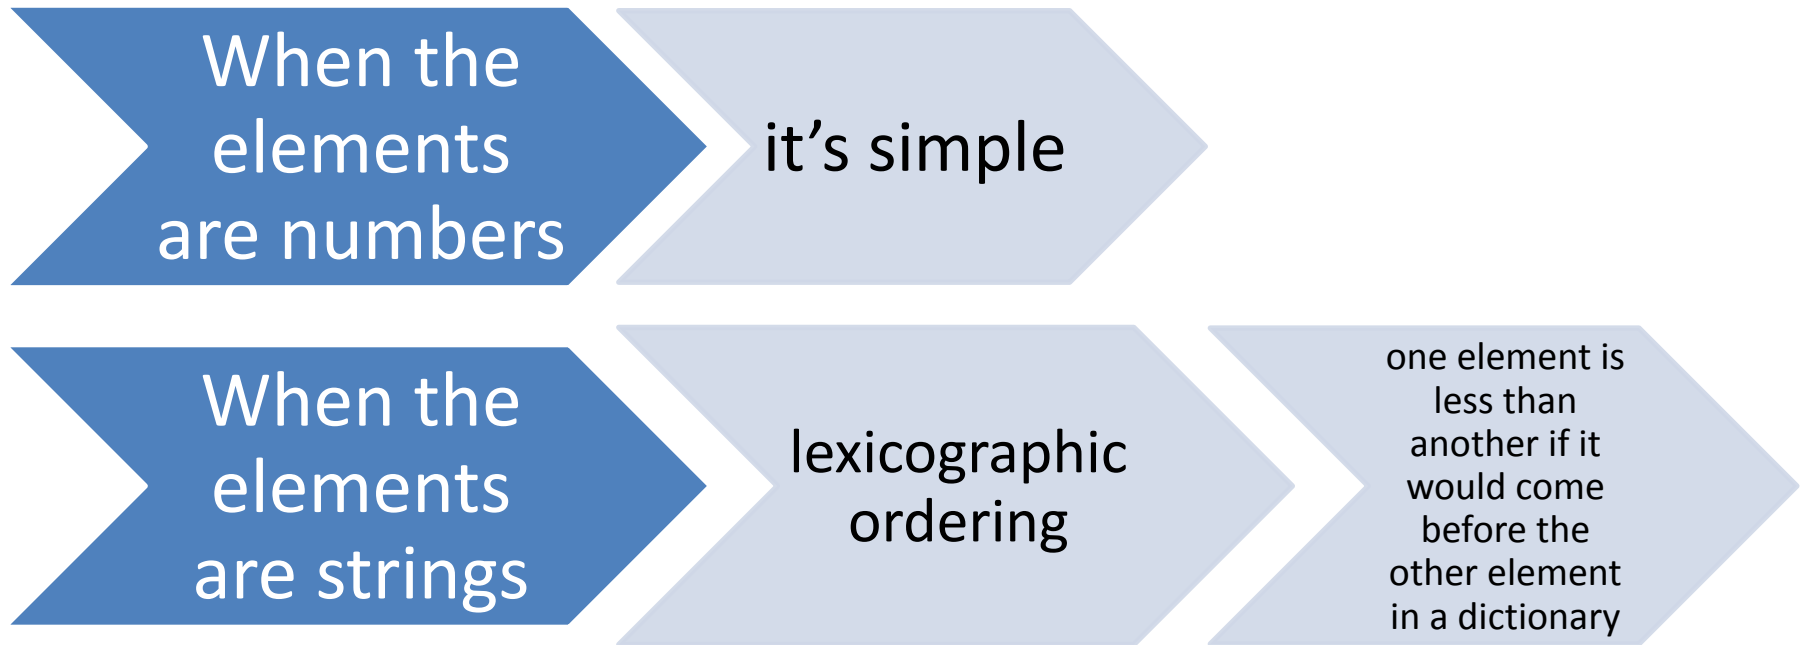 When the
elements
are numbers
it’s simple
When the
elements
are strings
lexicographic
ordering
one element is
less than
another if it
would come
before the
other element
in a dictionary